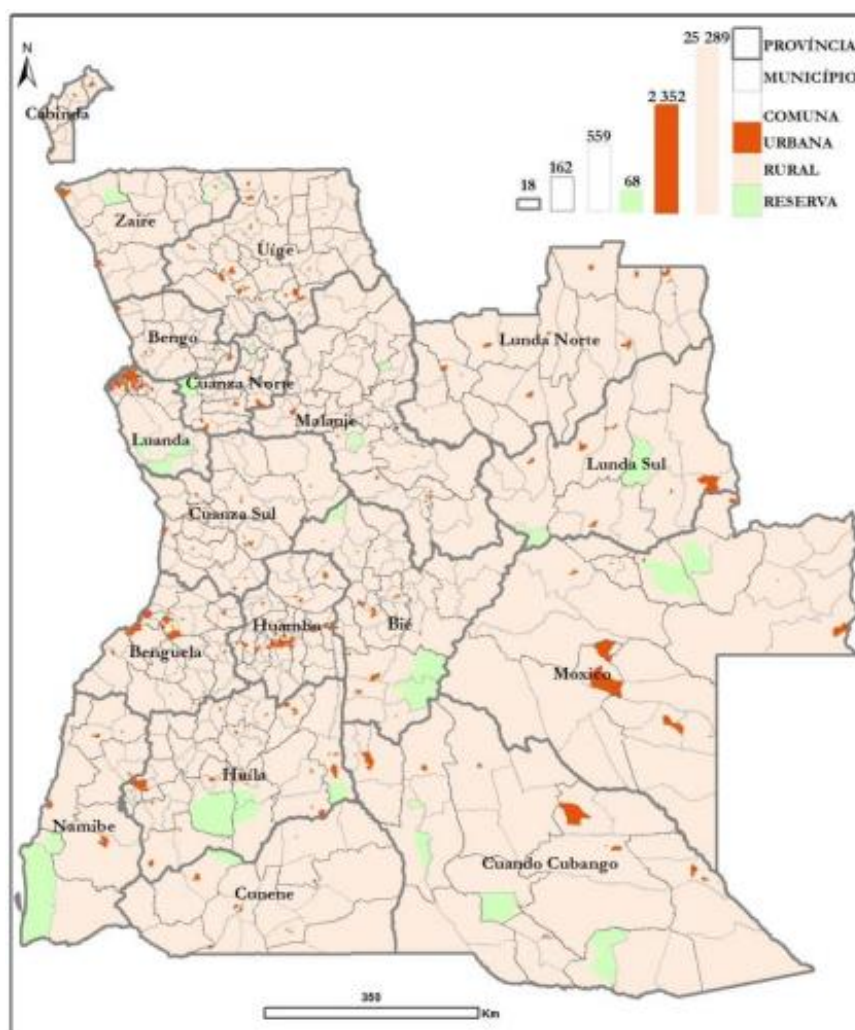 25 289
PROVÍNCIA
N
MUNICÍPIO
2 352
Cabinda
COMUNA
559
URBANA
162
RURAL
68
18
RESERVA
Zaire
Uíge
Bengo
Lunda Norte
Cuanza Norte
Malanje
Luanda
Lunda Sul
Cuanza Sul
Huambo
Bié
Benguela
Moxico
Huíla
Namibe
Cuando Cubango
Cunene
350
Km